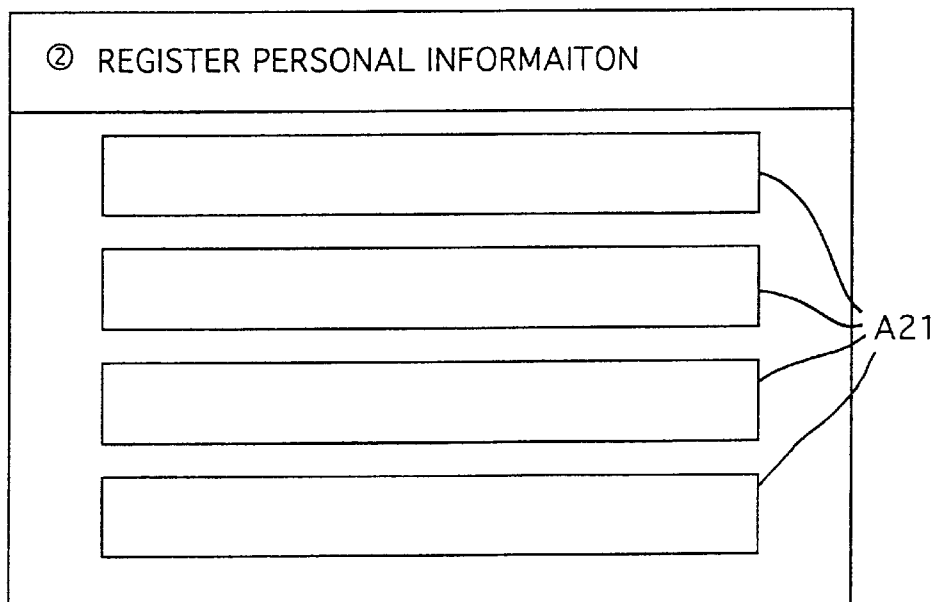 ② REGISTER PERSONAL INFORMAITON
A21